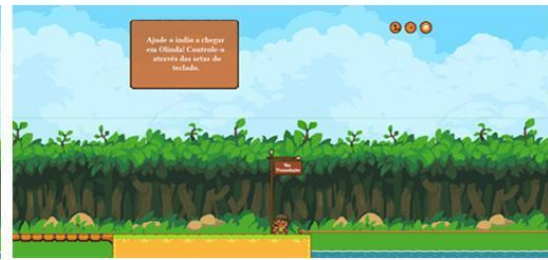 Ajude o índio a chegar
em Olinda! Controle-o
através das setas do
teclado.